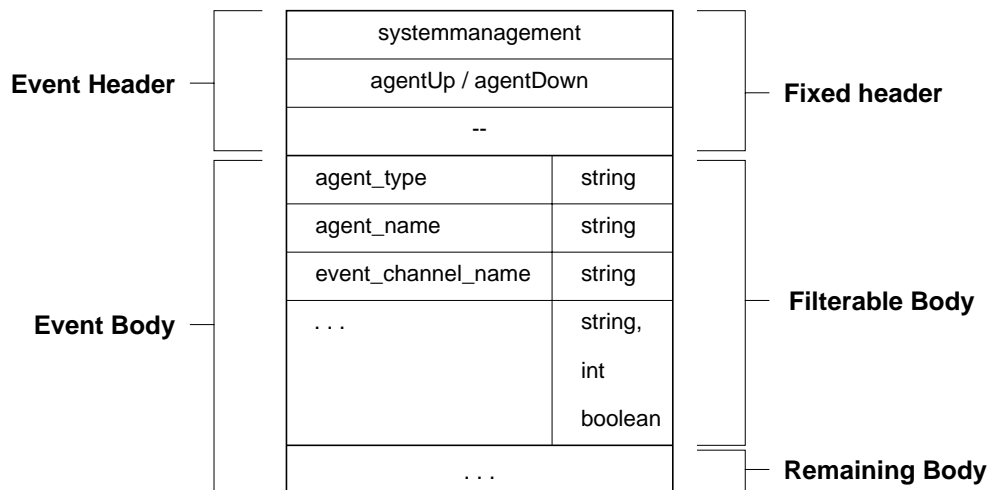 systemmanagement
Event Header
agentUp / agentDown
Fixed header
--
agent_type string
agent_name string
event_channel_name string
Filterable Body
Event Body
. . . string,
int
boolean
. . .
Remaining Body